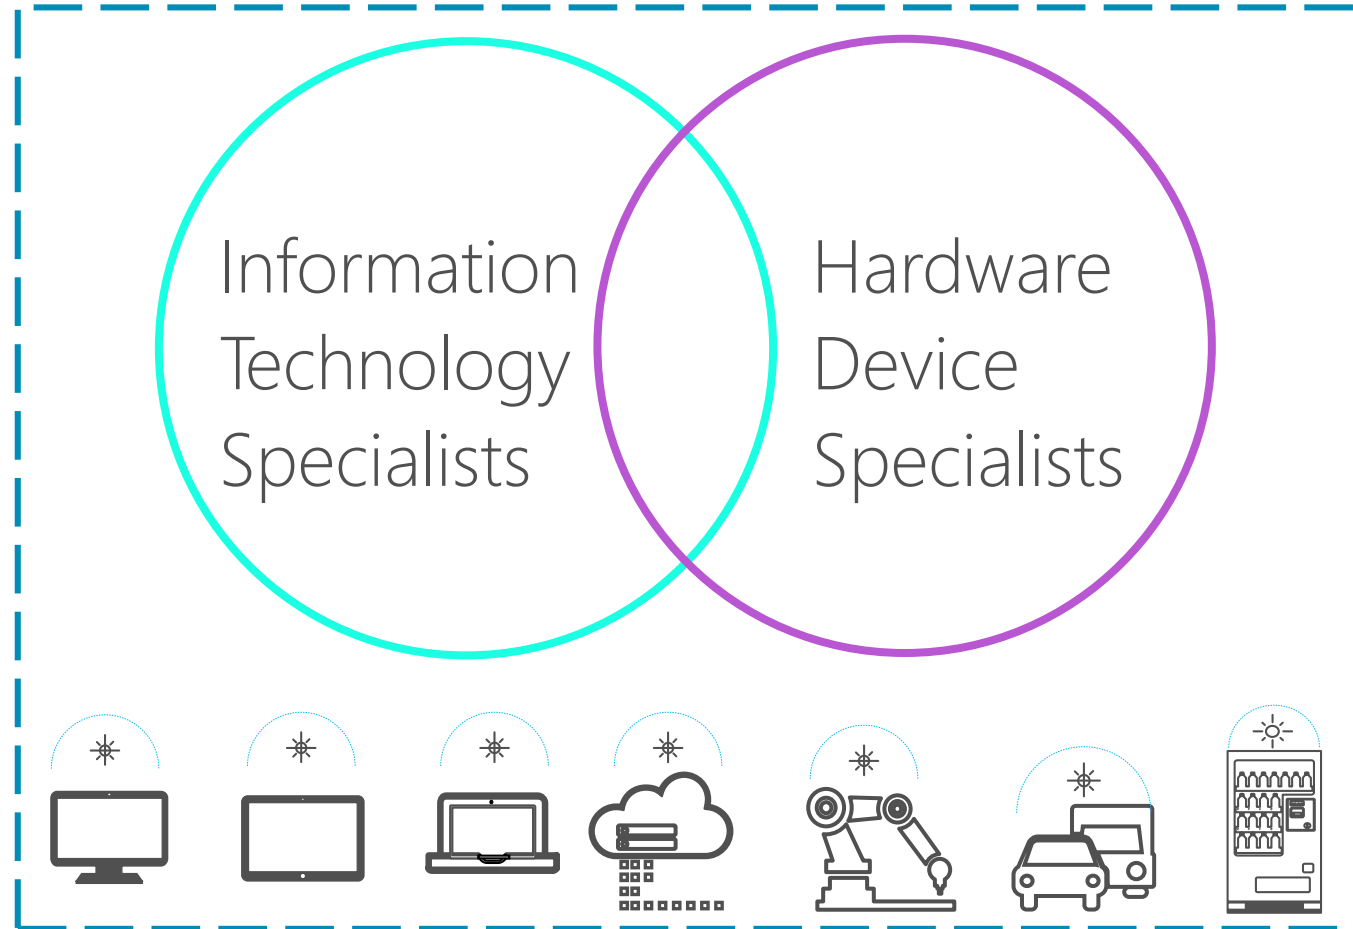 Information
Technology
Specialists
Hardware
Device
Specialists